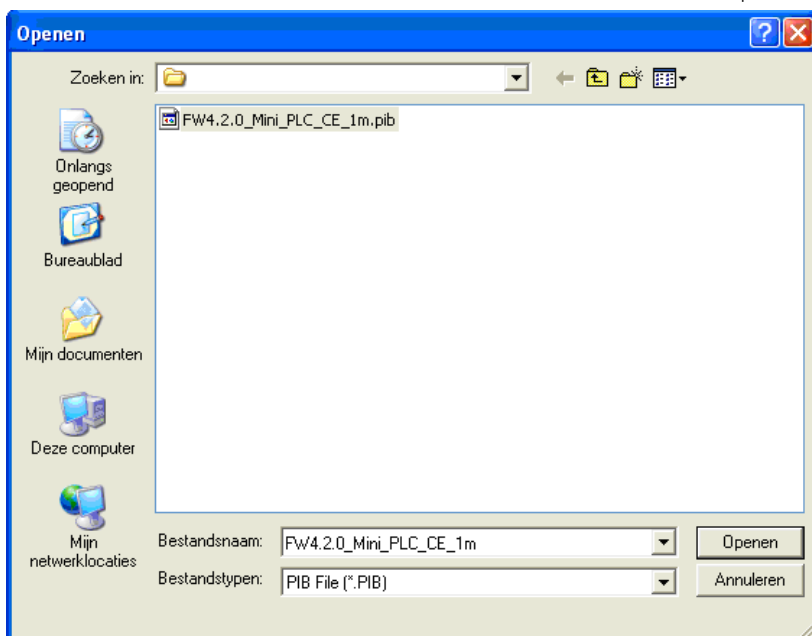 Openen
Zoeken in:
FW4.2.0_Mini_PLC_CE_1m.pib
Onlangs
geopend
Bureaublad
Mijn documenten
Deze computer
Mijn
netwerklocaties
Bestandsnaam:
FW4.2.0_Mini_PLC_CE_1m
Openen
Bestandstypen:
PIB File (*.PIB)
Annuleren